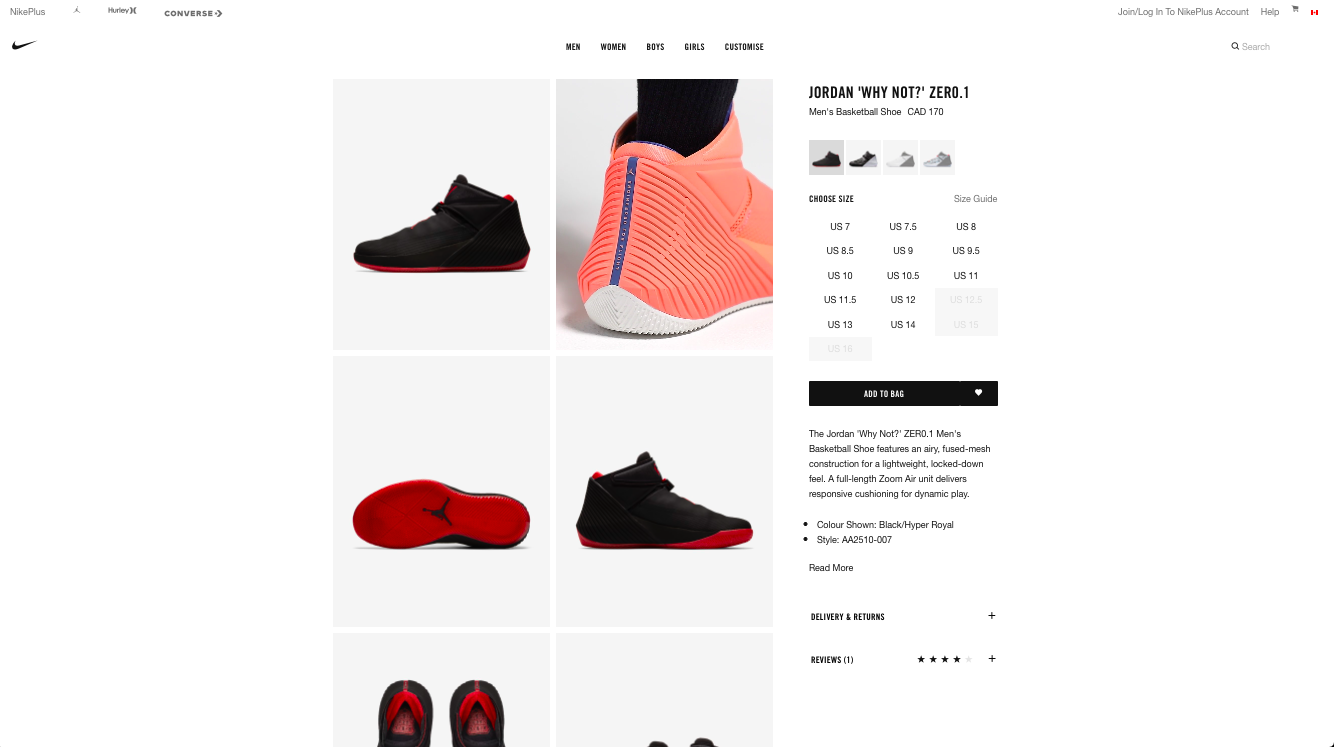 NikePlus
Hurley
CONVERSE
Join/Log In To NikePlus Account
Help
MEN
WOMEN
BOYS
GIRLS
CUSTOMISE
Search
JORDAN 'WHY NOT?' ZER0.1
Men's Basketball Shoe CAD 170
CHOOSE SIZE
Size Guide
US 7 US 7.5 US 8
US 8.5 US 9 US 9.5
US 10 US 10.5 US 11
US 11.5 US 12 US 12.5
US 13 US 14 US 15
US 16
ADD TO BAG
The Jordan 'Why Not?' ZER0.1 Men's
Basketball Shoe features an airy, fused-mesh
construction for a lightweight, locked-down
feel. A full-length Zoom Air unit delivers
responsive cushioning for dynamic play.
Colour Shown: Black/Hyper Royal
Style: AA2510-007
Read More
DELIVERY & RETURNS +
REVIEWS (1) +